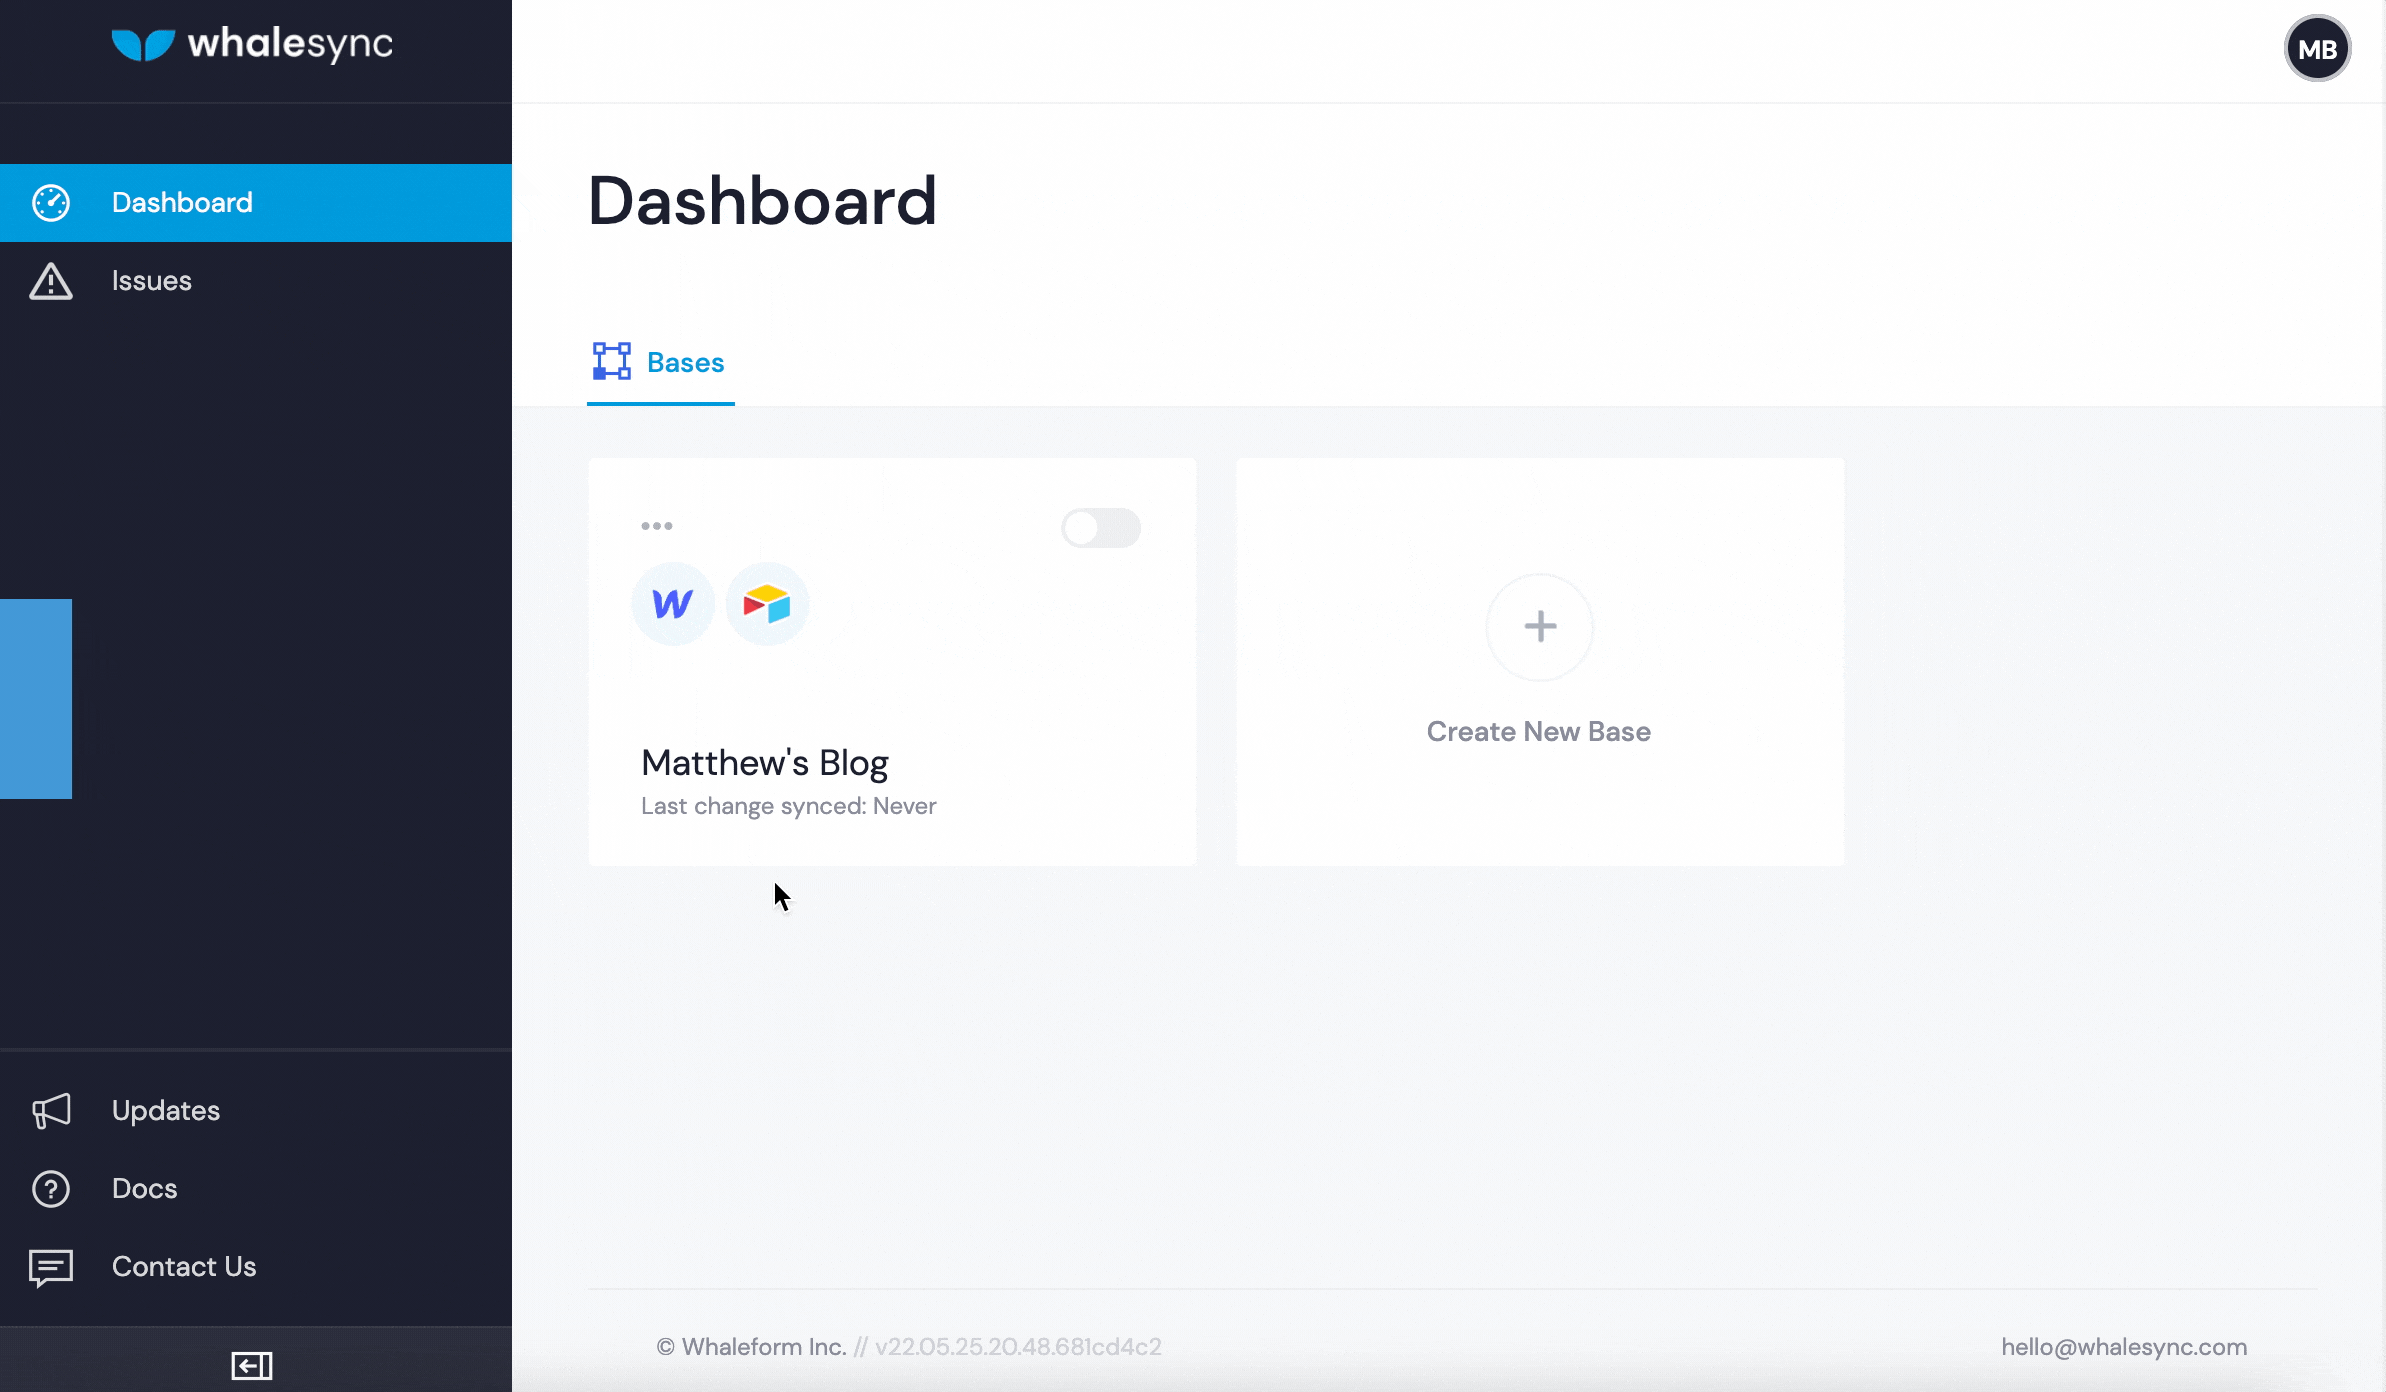 whalesync
MB
Dashboard
Issues
Dashboard
Bases
Matthew's Blog
Last change synced: Never
Create New Base
Updates
Docs
Contact Us
© Whaleform Inc. // v22.05.25.20.48.681cd4c2
hello@whalesync.com